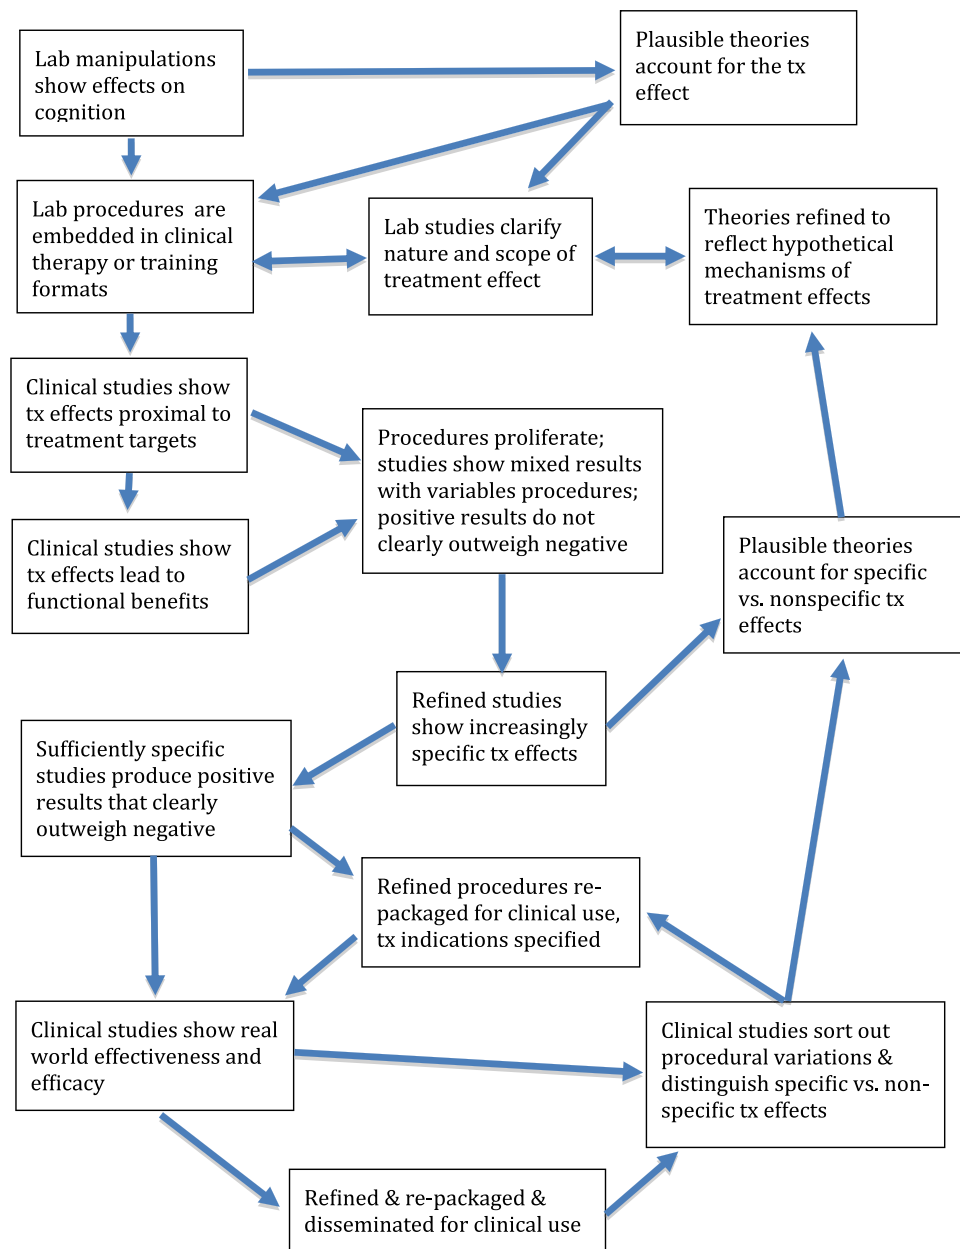 Lab manipulations
show effects on
cognition
Plausible theories
account for the tx
effect
Lab procedures are
embedded in clinical
therapy or training
formats
Lab studies clarify
nature and scope of
treatment effect
Theories refined to
reflect hypothetical
mechanisms of
treatment effects
Clinical studies show
tx effects proximal to
treatment targets
Procedures proliferate;
studies show mixed results
with variables procedures;
positive results do not
clearly outweigh negative
Clinical studies show
tx effects lead to
functional benefits
Plausible theories
account for specific
vs. nonspecific tx
effects
Refined studies
show increasingly
specific tx effects
Sufficiently specific
studies produce positive
results that clearly
outweigh negative
Refined procedures re-
packaged for clinical use,
tx indications specified
Clinical studies show real
world effectiveness and
efficacy
Clinical studies sort out
procedural variations &
distinguish specific vs. non-
specific tx effects
Refined & re-packaged &
disseminated for clinical use